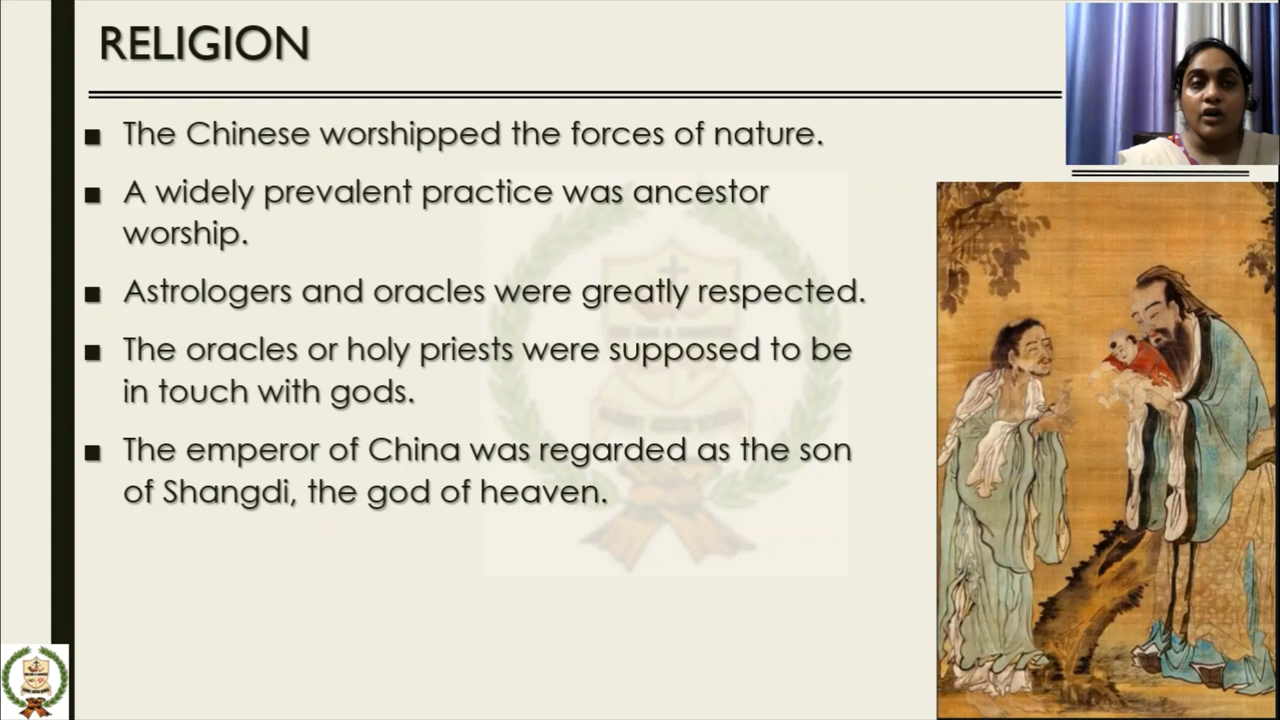 RELIGION
■ The Chinese worshipped the forces of nature.
■ A widely prevalent practice was ancestor
worship.
■ Astrologers and oracles were greatly respected.
■ The oracles or holy priests were supposed to be
in touch with gods.
■ The emperor of China was regarded as the son
of Shangdi, the god of heaven.